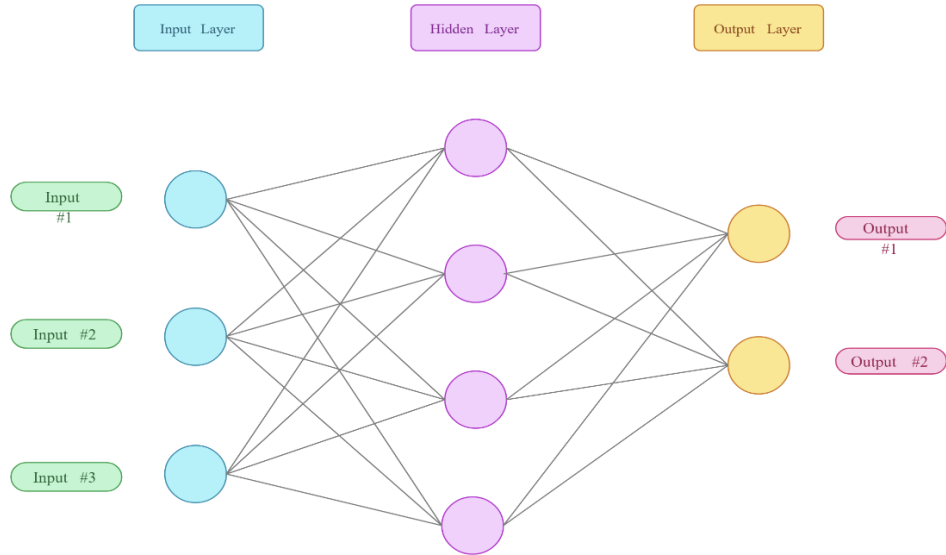 Input Layer
Hidden Layer
Output Layer
Input
#1
Output
#1
Input #2
Output #2
Input #3